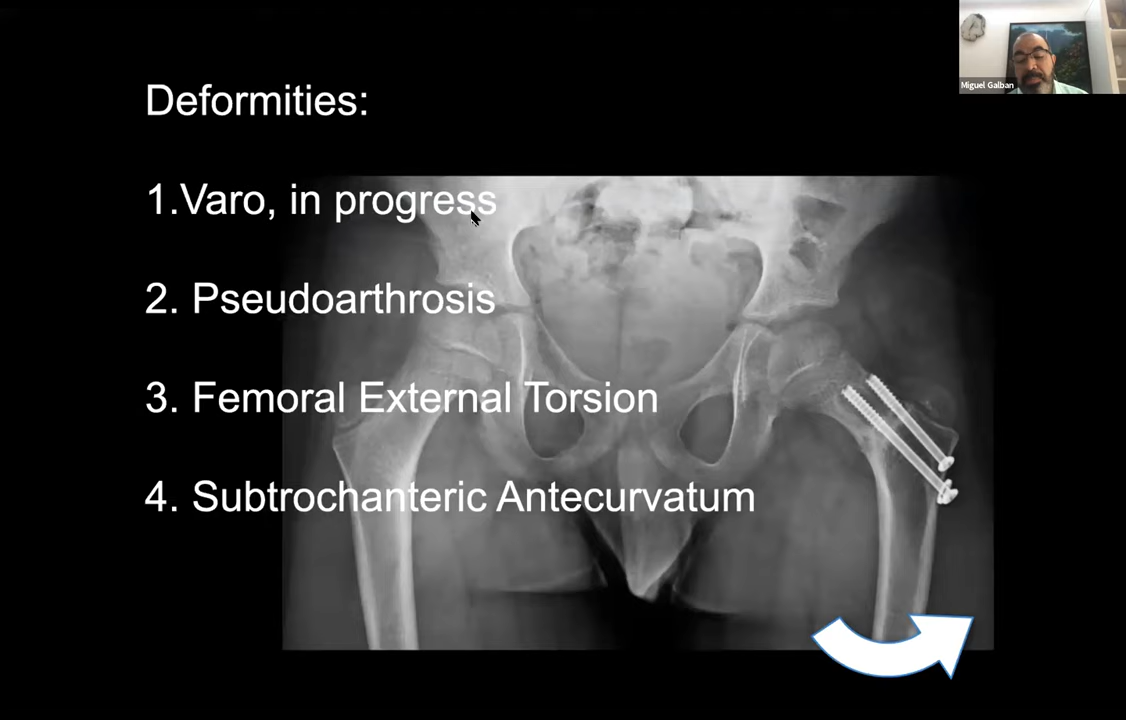 Miguel Galban
Deformities:
1.Varo, in progress
2. Pseudoarthrosis
3. Femoral External Torsion
4. Subtrochanteric Antecurvatum